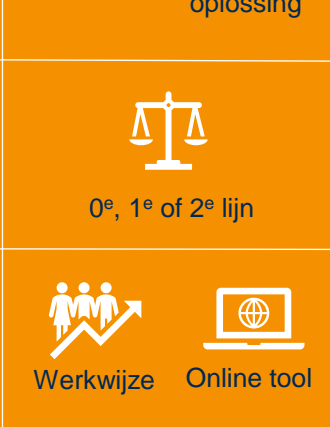 oplossing
0ᵉ, 1ᵉ of 2ᵉ lijn
Werkwijze Online tool